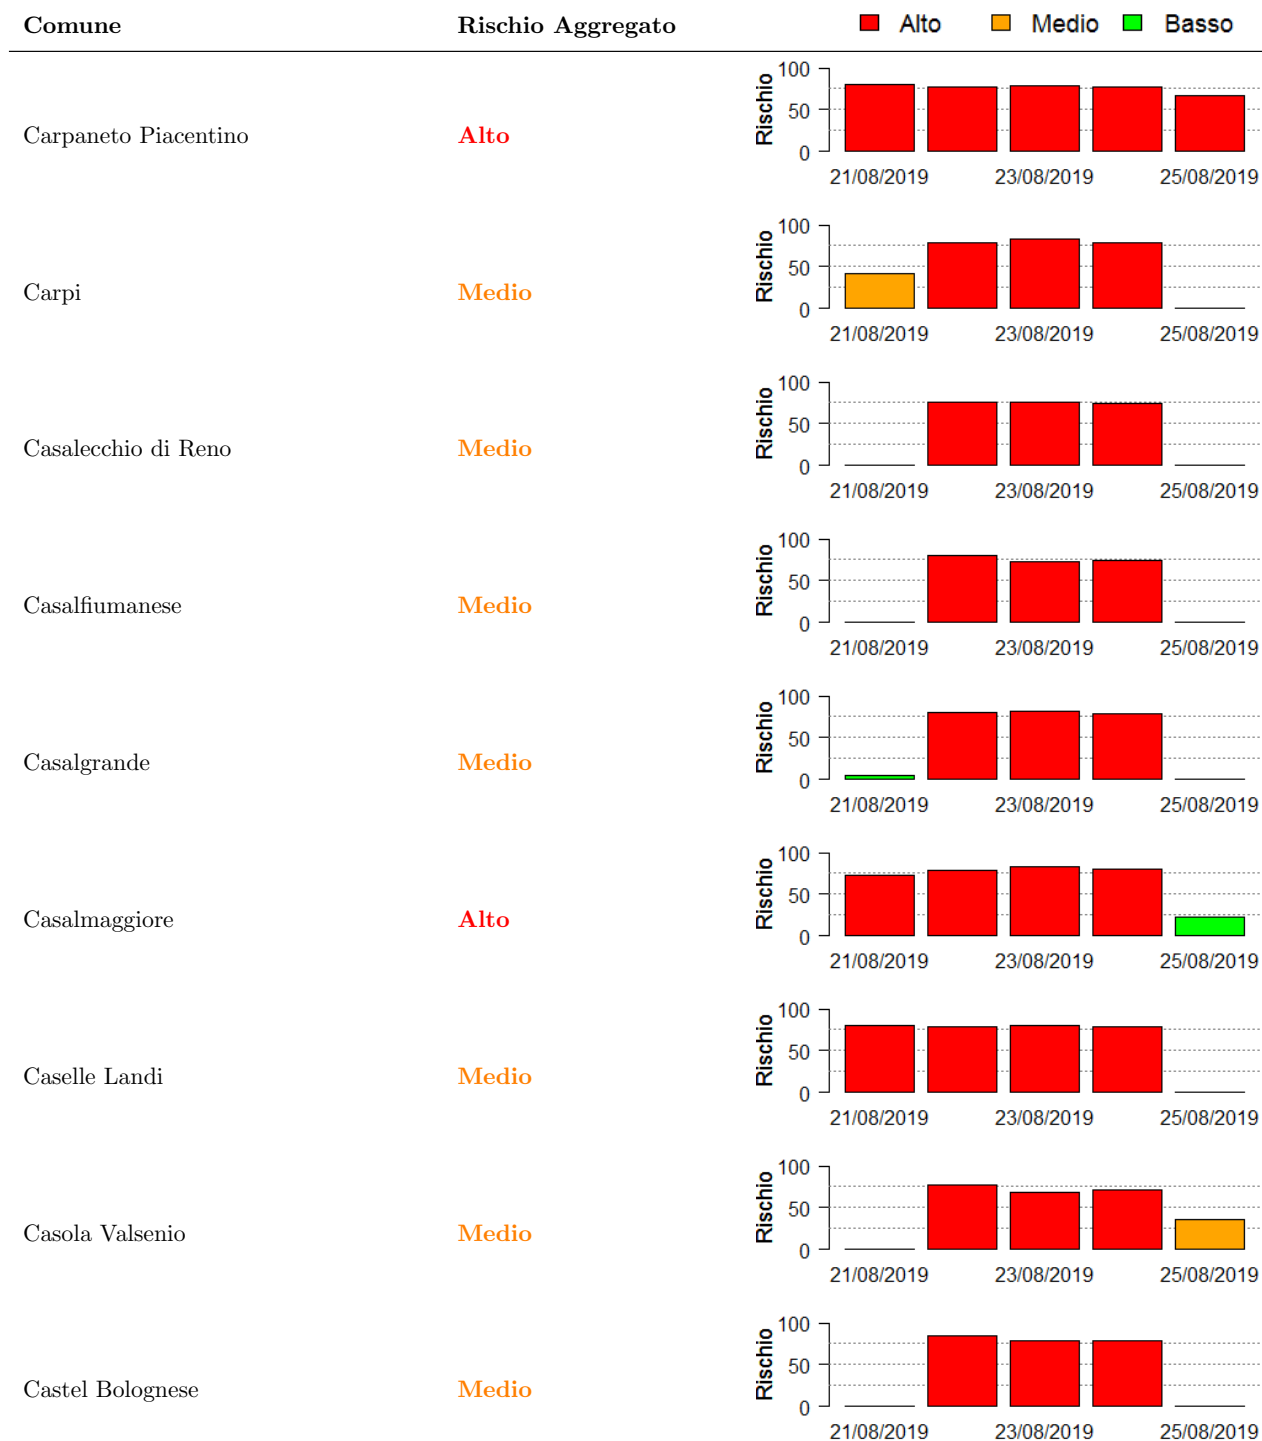 Comune Rischio Aggregato Alto Medio Basso
100
50
0
Rischio
Carpaneto Piacentino Alto
21/08/2019 23/08/2019 25/08/2019
100
50
0
Rischio
Carpi Medio
21/08/2019 23/08/2019 25/08/2019
100
50
0
Rischio
Casalecchio di Reno Medio
21/08/2019 23/08/2019 25/08/2019
100
50
0
Rischio
Casalfiumanese Medio
21/08/2019 23/08/2019 25/08/2019
100
50
0
Rischio
Casalgrande Medio
21/08/2019 23/08/2019 25/08/2019
100
50
0
Rischio
Casalmaggiore Alto
21/08/2019 23/08/2019 25/08/2019
100
50
0
Rischio
Caselle Landi Medio
21/08/2019 23/08/2019 25/08/2019
100
50
0
Rischio
Casola Valsenio Medio
21/08/2019 23/08/2019 25/08/2019
100
50
0
Rischio
Castel Bolognese Medio
21/08/2019 23/08/2019 25/08/2019